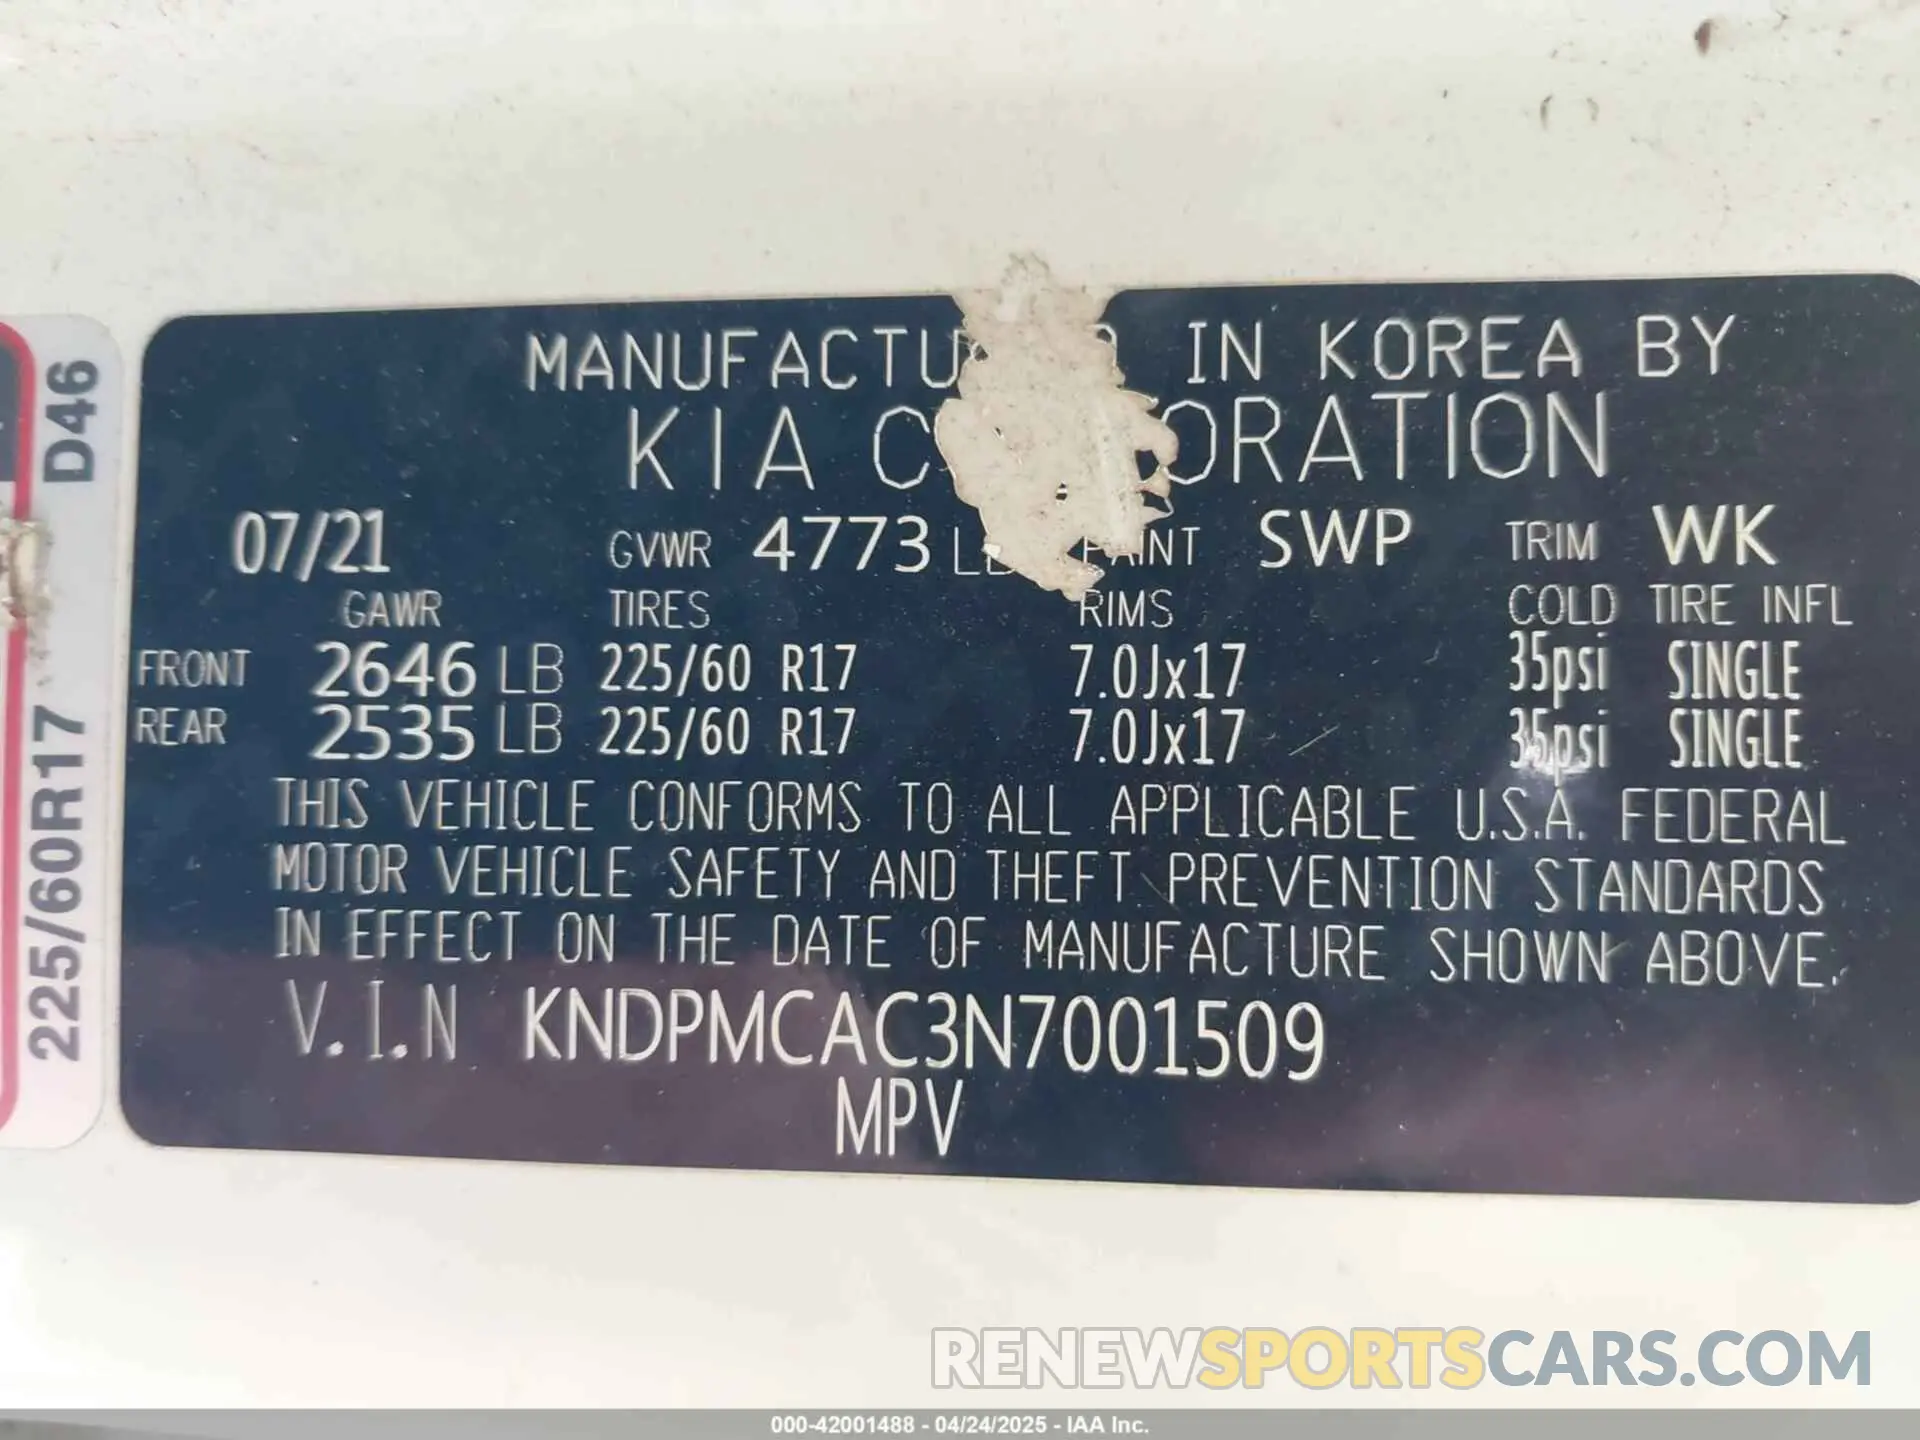 MANUFACTU IN KOREA BY
KIA C ORATION
07/21 GVWR 4773 LB PAINT SWP TRIM WK
GAWR TIRES RIMS COLD TIRE INFL
FRONT 2646 LB 225/60 R17 7.0Jx17 35psi SINGLE
REAR 2535 LB 225/60 R17 7.0Jx17 35psi SINGLE
THIS VEHICLE CONFORMS TO ALL APPLICABLE U.S.A. FEDERAL
MOTOR VEHICLE SAFETY AND THEFT PREVENTION STANDARDS
IN EFFECT ON THE DATE OF MANUFACTURE SHOWN ABOVE.
V.I.N KNDPMCAC3N7001509
MPV
225/60R17 D46
RENEWSPORTSCARS.COM
000-42001488 - 04/24/2025 - IAA Inc.